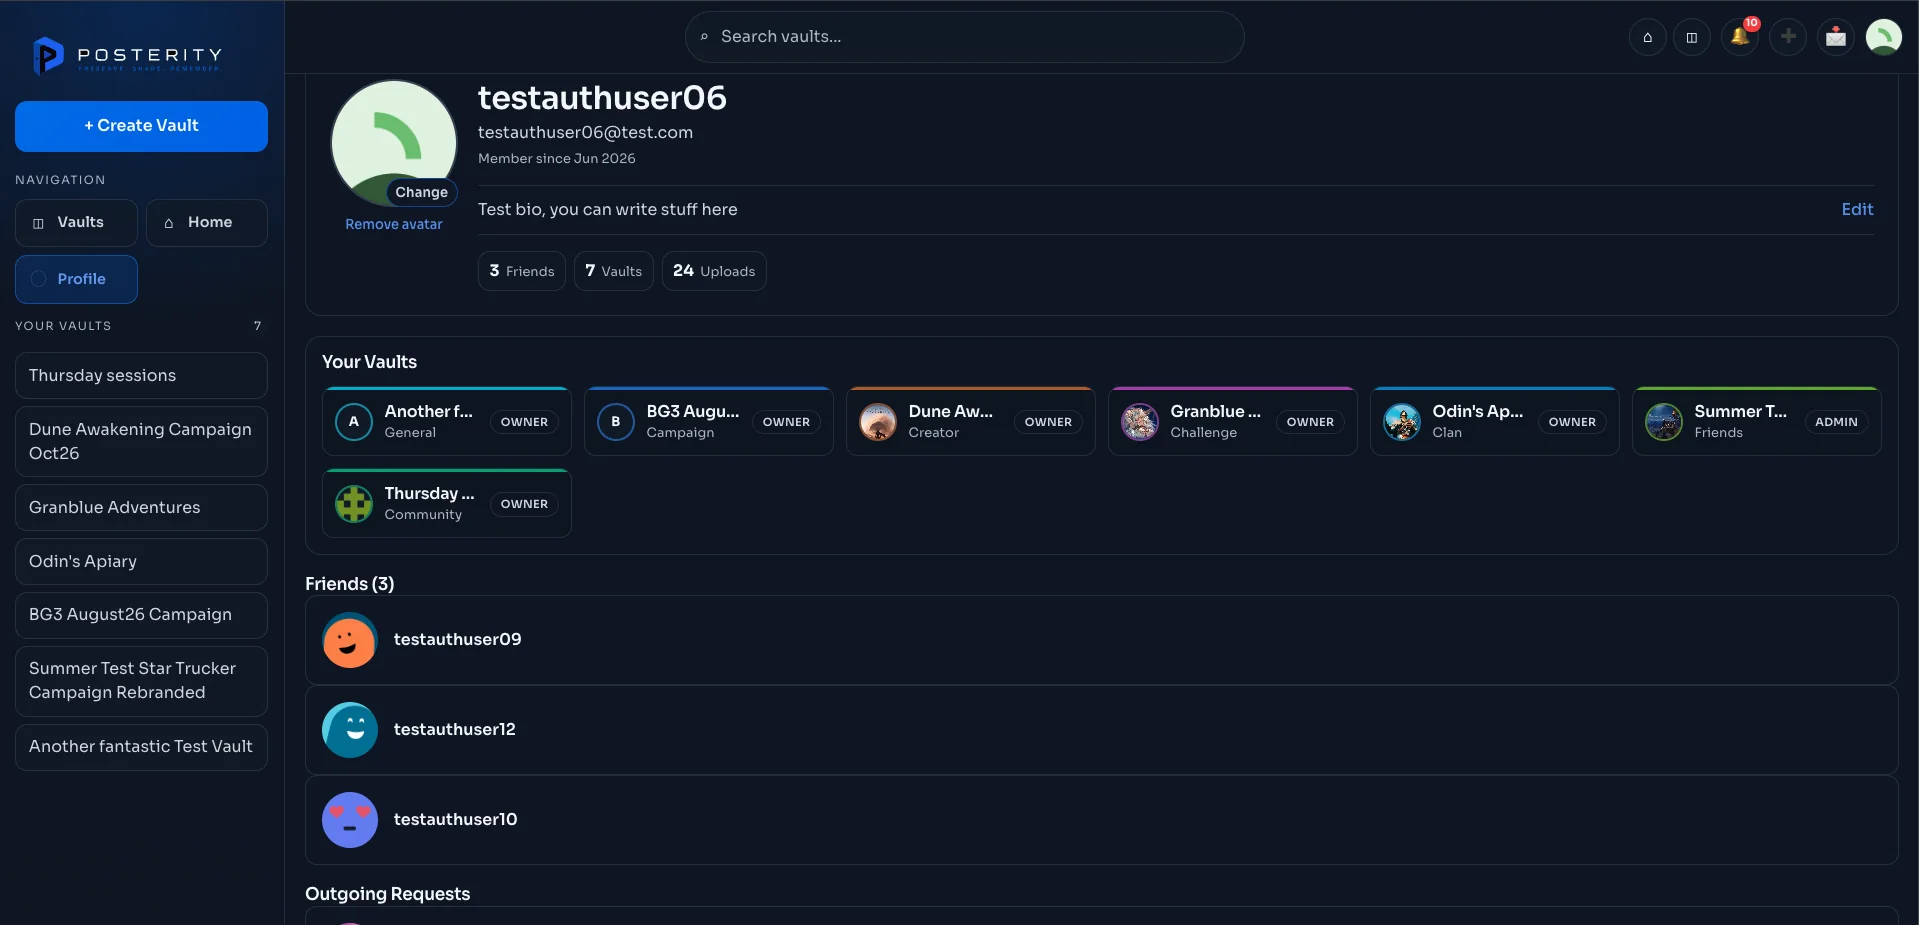 POSTERITY
PRESERVE. SHARE. REMEMBER.
Search vaults...
10
+ Create Vault
NAVIGATION
Vaults
Home
Profile
YOUR VAULTS
7
Thursday sessions
Dune Awakening Campaign
Oct26
Granblue Adventures
Odin's Apiary
BG3 August26 Campaign
Summer Test Star Trucker
Campaign Rebranded
Another fantastic Test Vault
testauthuser06
testauthuser06@test.com
Member since Jun 2026
Change
Remove avatar
Test bio, you can write stuff here
Edit
3 Friends
7 Vaults
24 Uploads
Your Vaults
A
Another f...
General
OWNER
B
BG3 Augu...
Campaign
OWNER
Dune Aw...
Creator
OWNER
Granblue ...
Challenge
OWNER
Odin's Ap...
Clan
OWNER
Summer T...
Friends
ADMIN
Thursday ...
Community
OWNER
Friends (3)
testauthuser09
testauthuser12
testauthuser10
Outgoing Requests